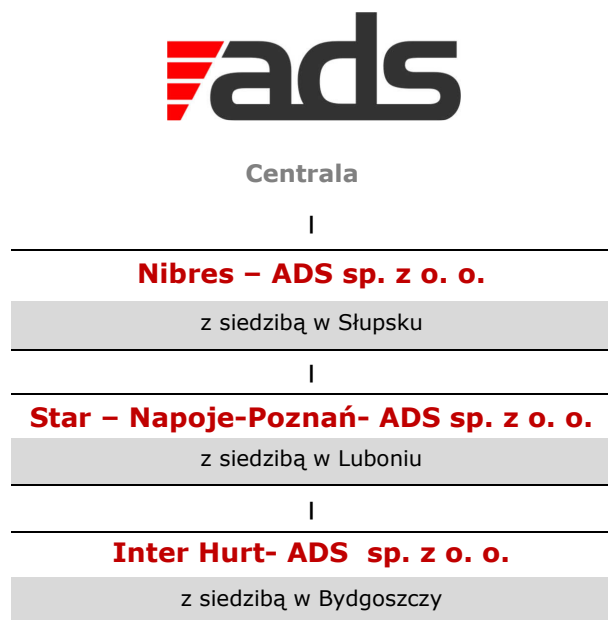 ads
Centrala
|
Nibres – ADS sp. z o. o.
z siedzibą w Słupsku
|
Star – Napoje-Poznań- ADS sp. z o. o.
z siedzibą w Luboniu
|
Inter Hurt- ADS  sp. z o. o.
z siedzibą w Bydgoszczy